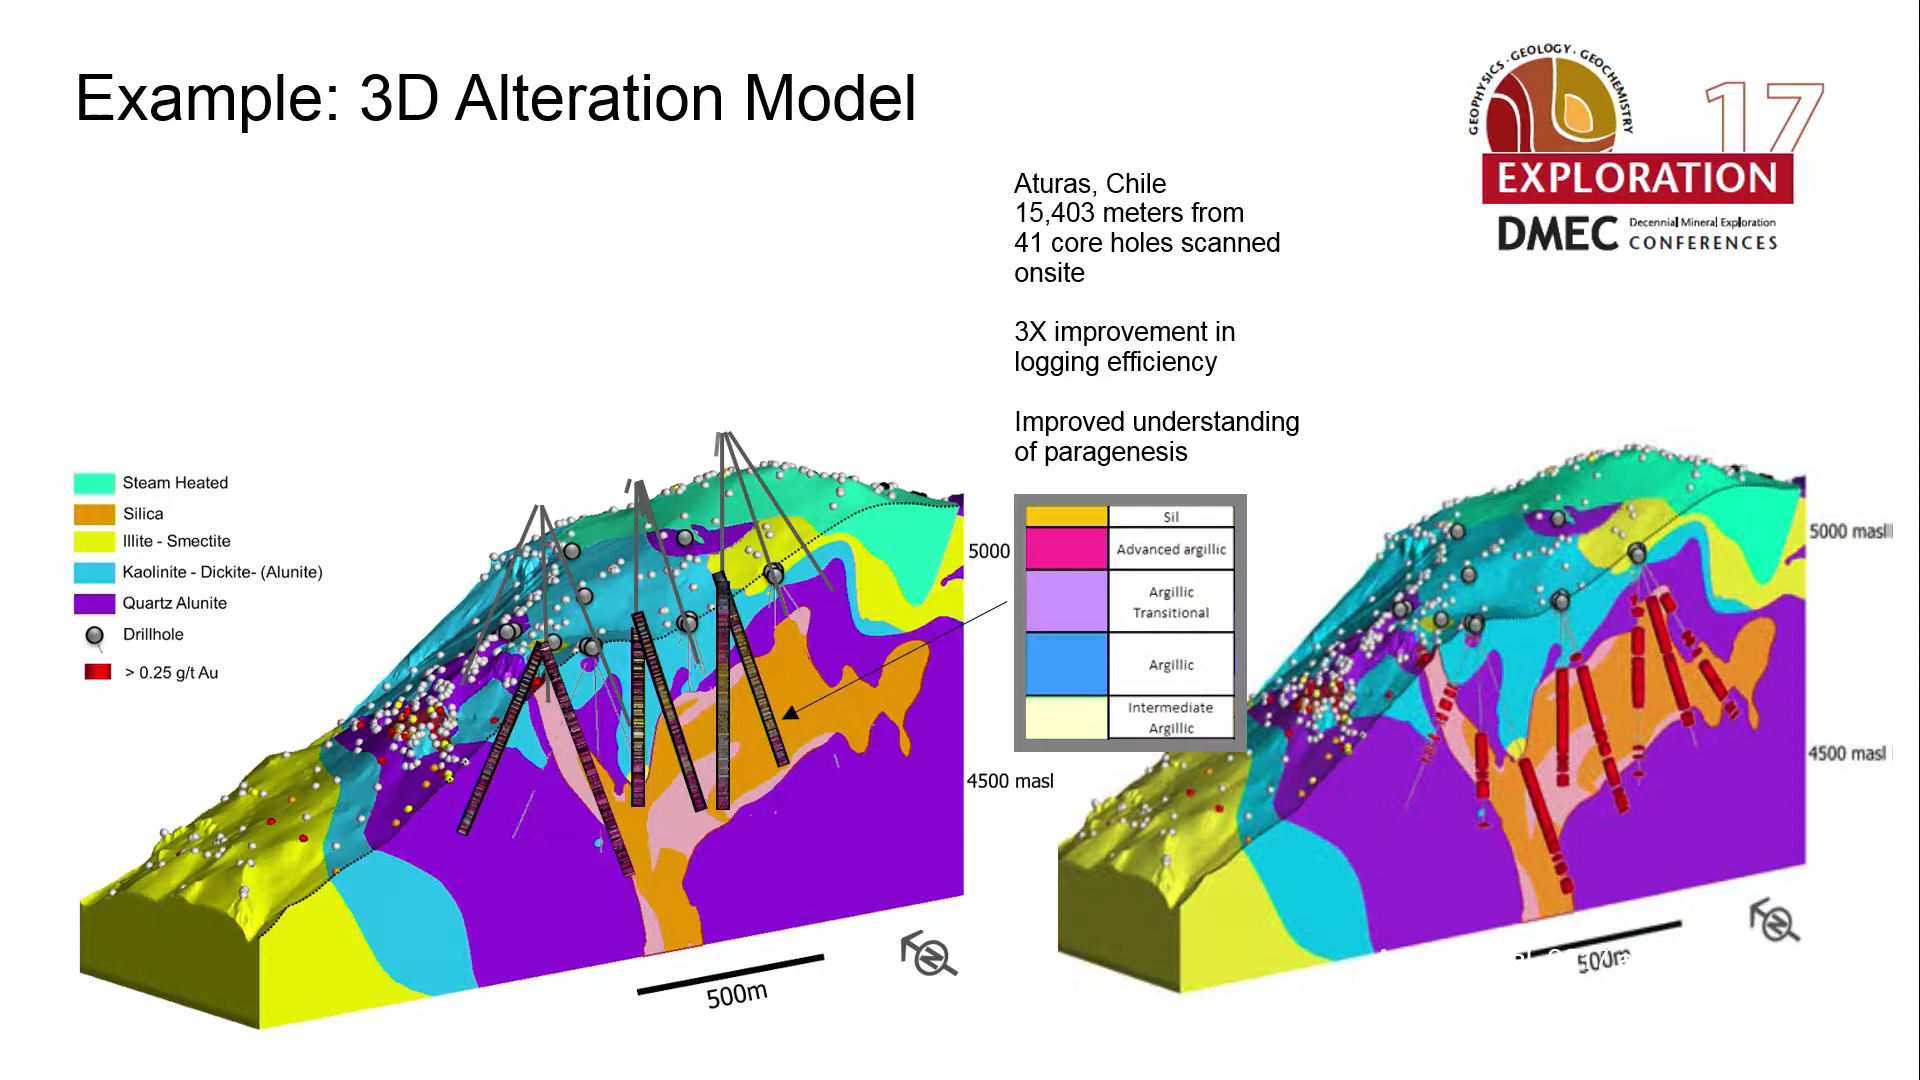 Example: 3D Alteration Model
GEOPHYSICS · GEOLOGY · GEOCHEMISTRY
17
EXPLORATION
DMEC Decennial Mineral Exploration
CONFERENCES
Aturas, Chile
15,403 meters from
41 core holes scanned
onsite
3X improvement in
logging efficiency
Improved understanding
of paragenesis
Steam Heated
Silica
Illite - Smectite
Kaolinite - Dickite- (Alunite)
Quartz Alunite
Drillhole
> 0.25 g/t Au
5000
4500 masl
N
500m
Sil
Advanced argillic
Argillic
Transitional
Argillic
Intermediate
Argillic
5000 masl
4500 masl
N
500m